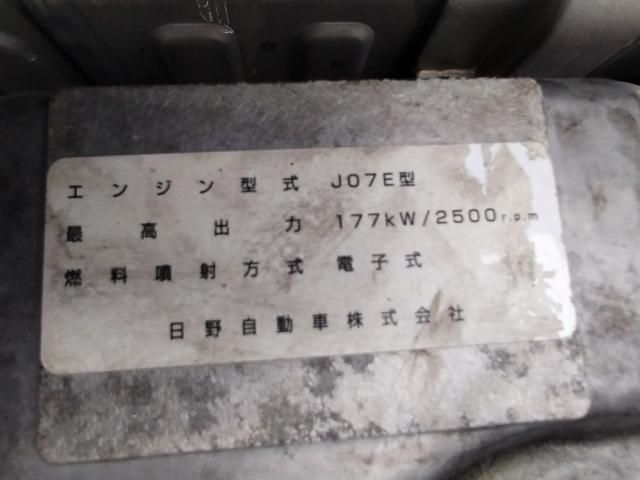 エンジン型式 J07E型
最高出力 177kW/2500r.p.m
燃料噴射方式 電子式
日野自動車株式会社